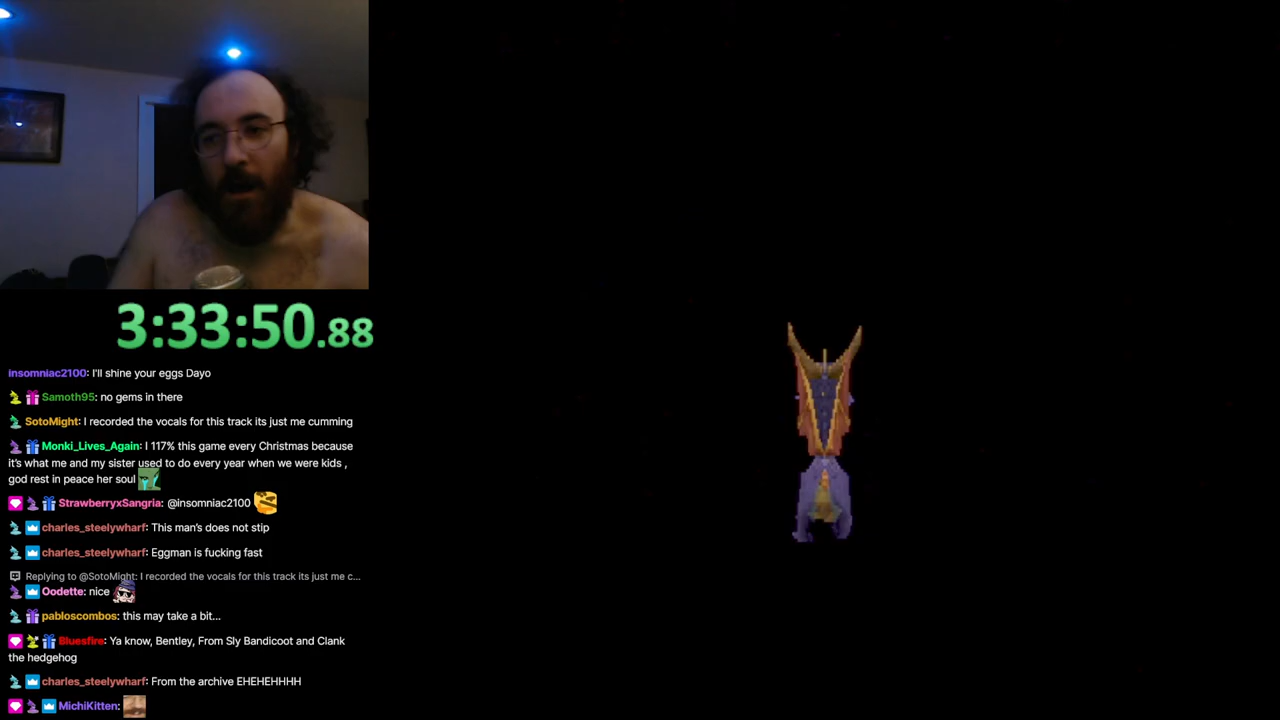 3:33:50.88
insomniac2100: I'll shine your eggs Dayo
Samoth95: no gems in there
SotoMight: I recorded the vocals for this track its just me cumming
Monki_Lives_Again: I 117% this game every Christmas because
it's what me and my sister used to do every year when we were kids ,
god rest in peace her soul
StrawberryxSangria: @insomniac2100
charles_steelywharf: This man's does not stip
charles_steelywharf: Eggman is fucking fast
Replying to @SotoMight: I recorded the vocals for this track its just me c...
Oodette: nice
pabloscombos: this may take a bit...
Bluesfire: Ya know, Bentley, From Sly Bandicoot and Clank
the hedgehog
charles_steelywharf: From the archive EHEHEHHHH
MichiKitten: